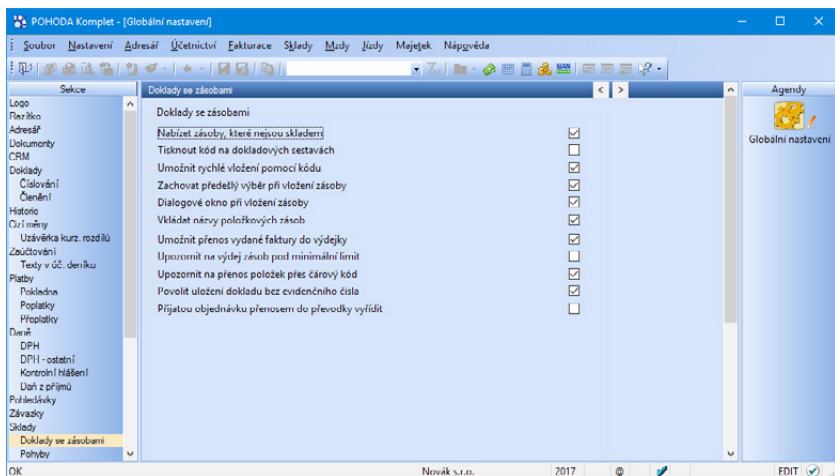 POHODA Komplet - [Globální nastavení]
Soubor Nastavení Adresář Účetnictví Fakturace Sklady Mzdy Jízdy Majetek Nápověda
Sekce
Logo
Razítko
Adresář
Dokumenty
CRM
Doklady
Číslování
Členění
Historie
Cizí měny
Uzávěrka kurz. rozdílů
Zaúčtování
Texty v úč. deníku
Platby
Pokladna
Poplatky
Přeplatky
Daně
DPH
DPH - ostatní
Kontrolní hlášení
Daň z příjmů
Pohledávky
Závazky
Sklady
Doklady se zásobami
Pohyby
Doklady se zásobami
Doklady se zásobami
Nabízet zásoby, které nejsou skladem
Tisknout kód na dokladových sestavách
Umožnit rychlé vložení pomocí kódu
Zachovat předešlý výběr při vložení zásoby
Dialogové okno při vložení zásoby
Vkládat názvy položkových zásob
Umožnit přenos vydané faktury do výdejky
Upozornit na výdej zásob pod minimální limit
Upozornit na přenos položek přes čárový kód
Povolit uložení dokladu bez evidenčního čísla
Přijatou objednávku přenosem do převodky vyřídit
Agendy
Globální nastavení
OK
Novák s.r.o.
2017
@
EDIT